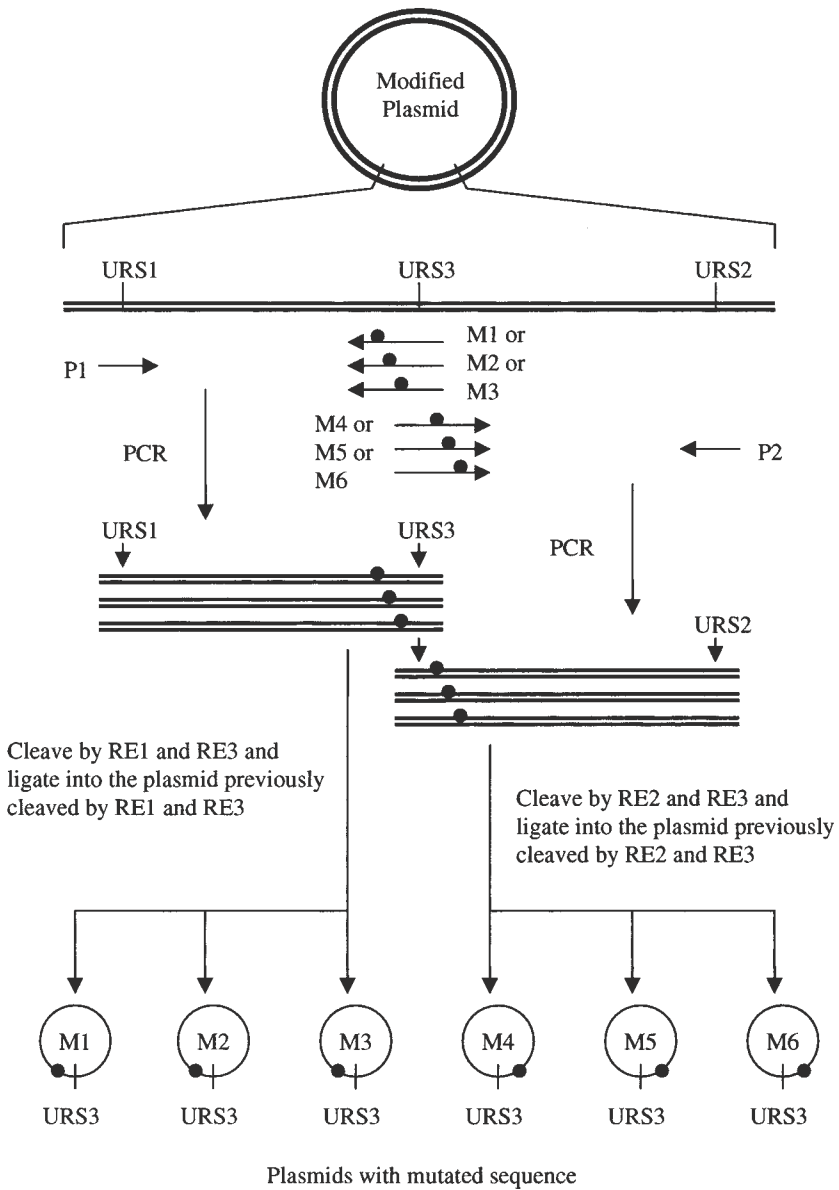 Modified
Plasmid
URS1
URS3
URS2
P1
M1 or
M2 or
M3
M4 or
M5 or
M6
P2
PCR
PCR
URS1
URS3
URS2
Cleave by RE1 and RE3 and
ligate into the plasmid previously
cleaved by RE1 and RE3
Cleave by RE2 and RE3 and
ligate into the plasmid previously
cleaved by RE2 and RE3
M1
M2
M3
M4
M5
M6
URS3
URS3
URS3
URS3
URS3
URS3
Plasmids with mutated sequence